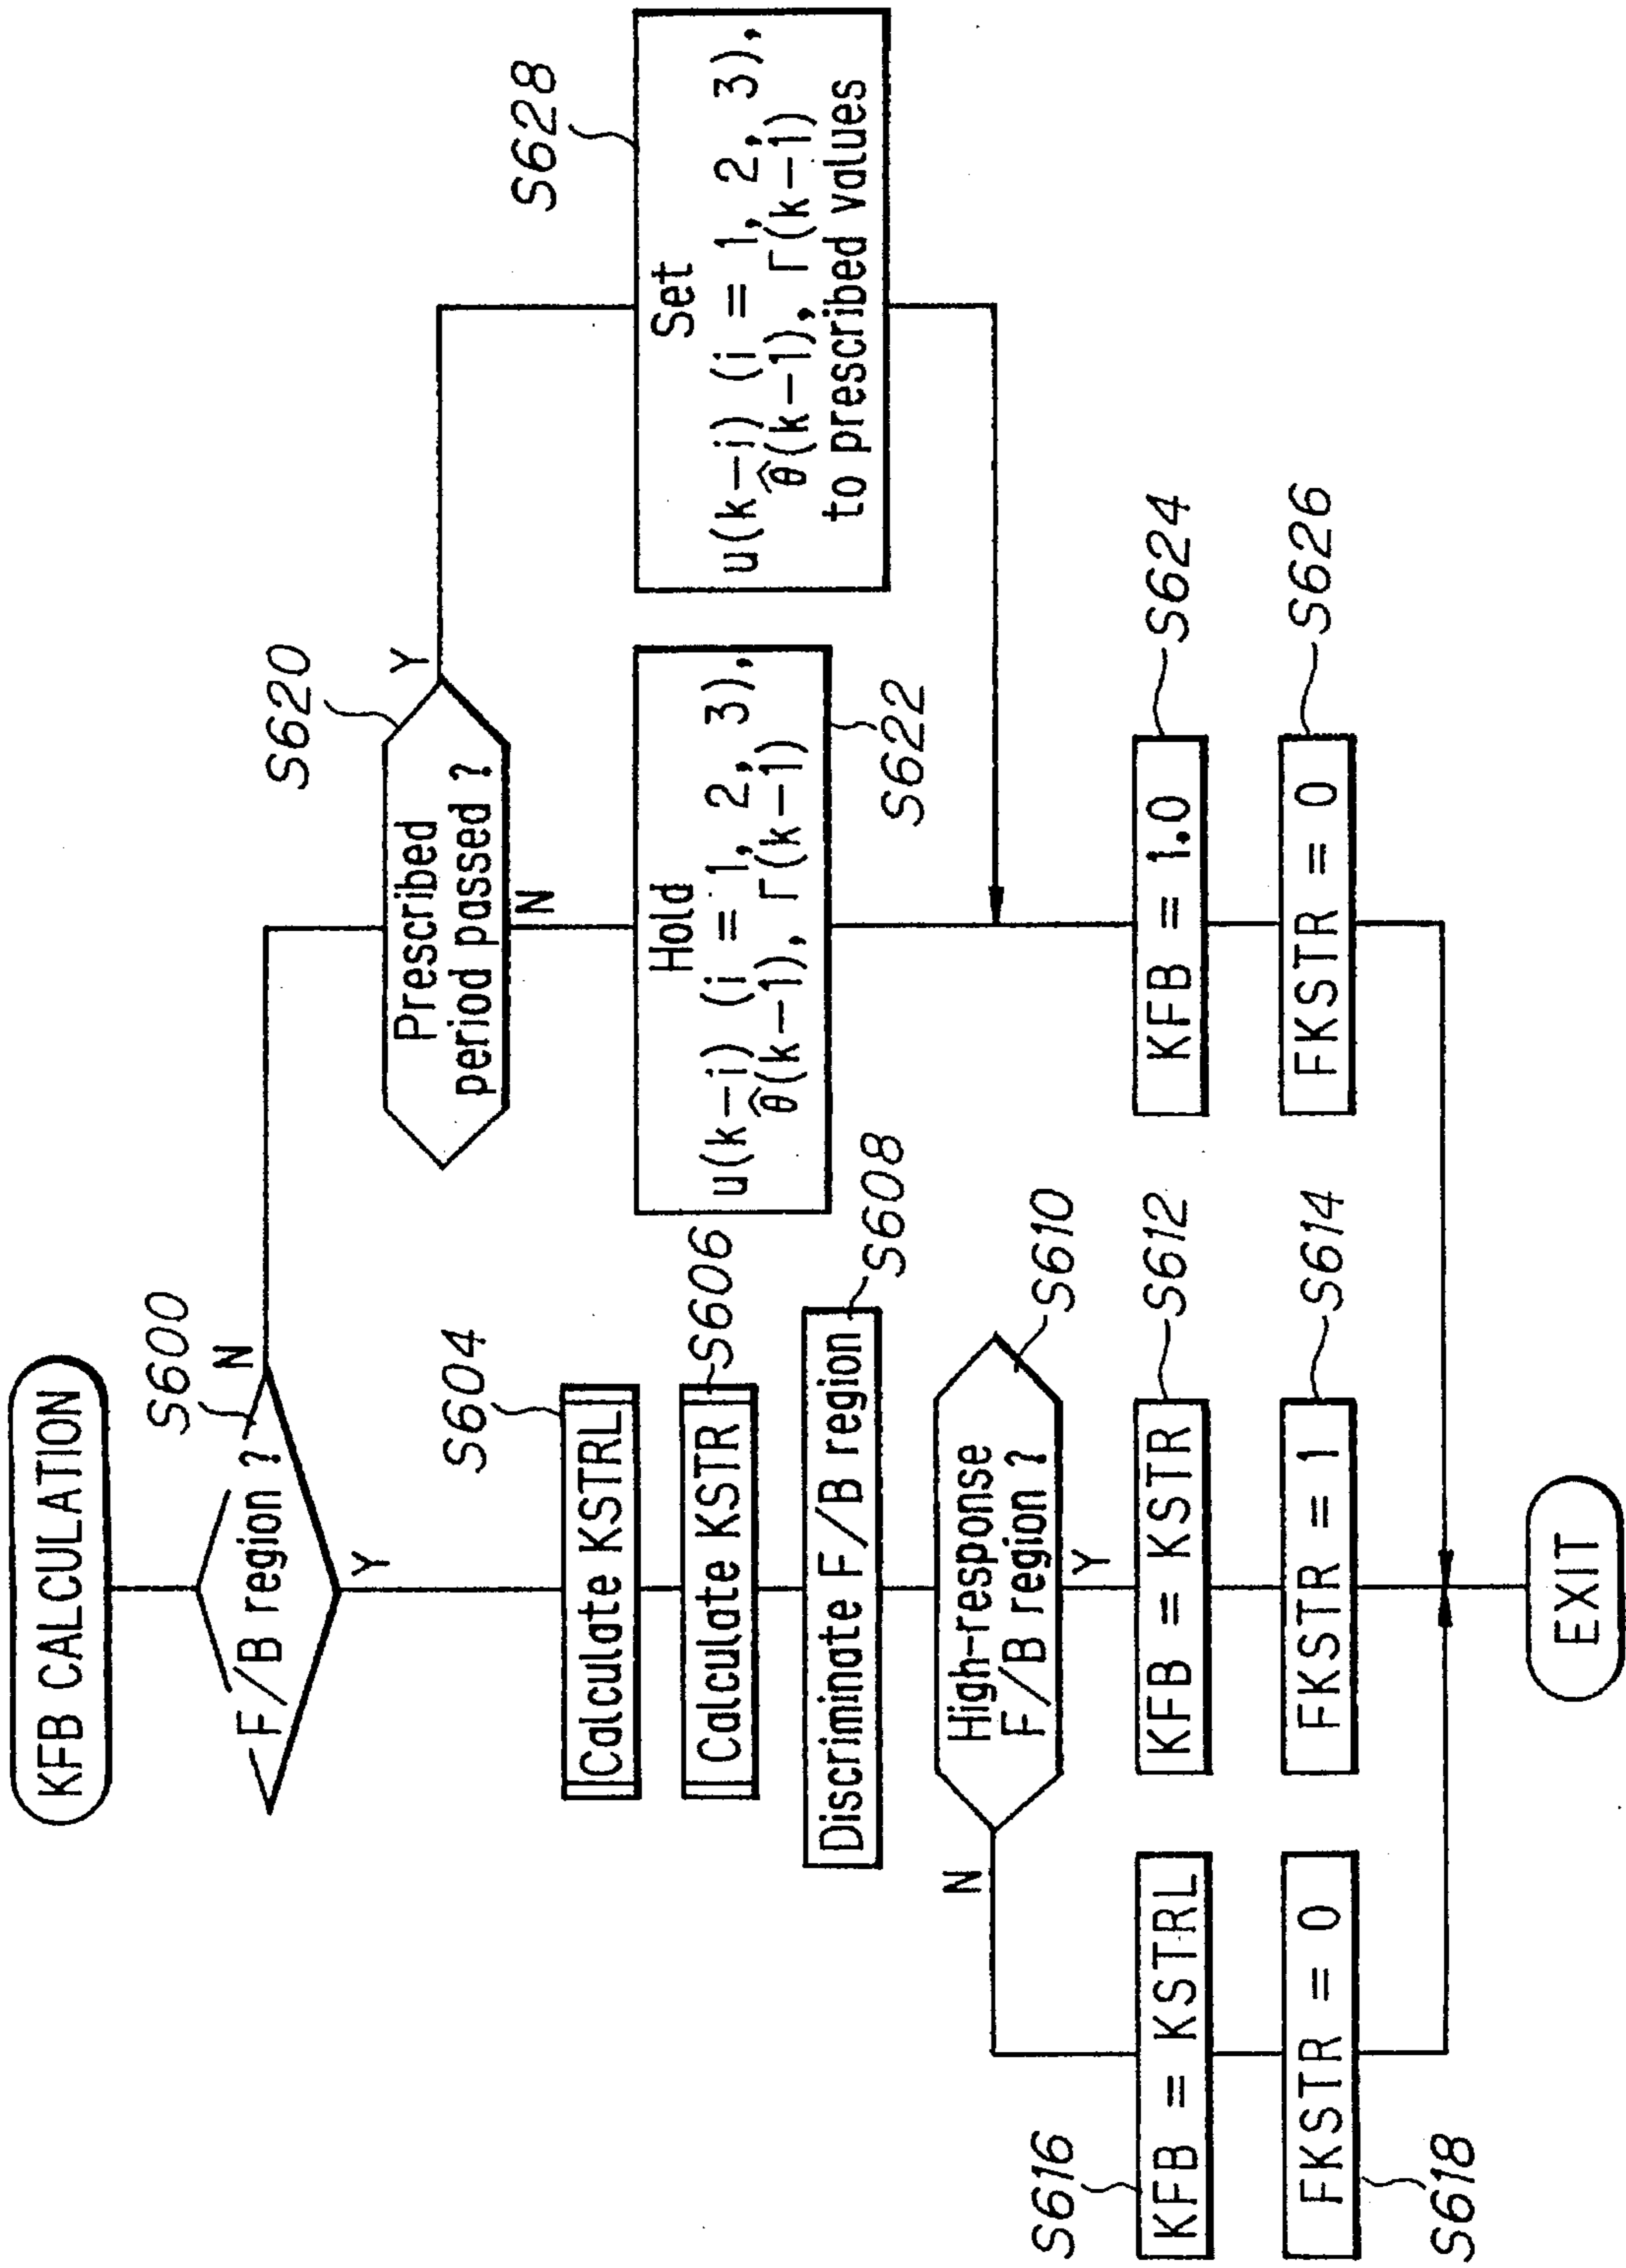 KFB CALCULATION
S600
F/B region ?
N
Y
S620
Prescribed
period passed ?
Y
N
S604
Calculate KSTRL
S606
Calculate KSTR
S608
Discriminate F/B region
S610
High-response
F/B region ?
N
Y
Hold
u(k−i) (i = 1, 2, 3),
θ̂(k−1), Γ(k−1)
S622
S628
Set
u(k−i) (i = 1, 2, 3),
θ̂(k−1), Γ(k−1)
to prescribed values
S616
KFB = KSTRL
S612
KFB = KSTR
S624
KFB = 1.0
S618
FKSTR = 0
S614
FKSTR = 1
S626
FKSTR = 0
EXIT